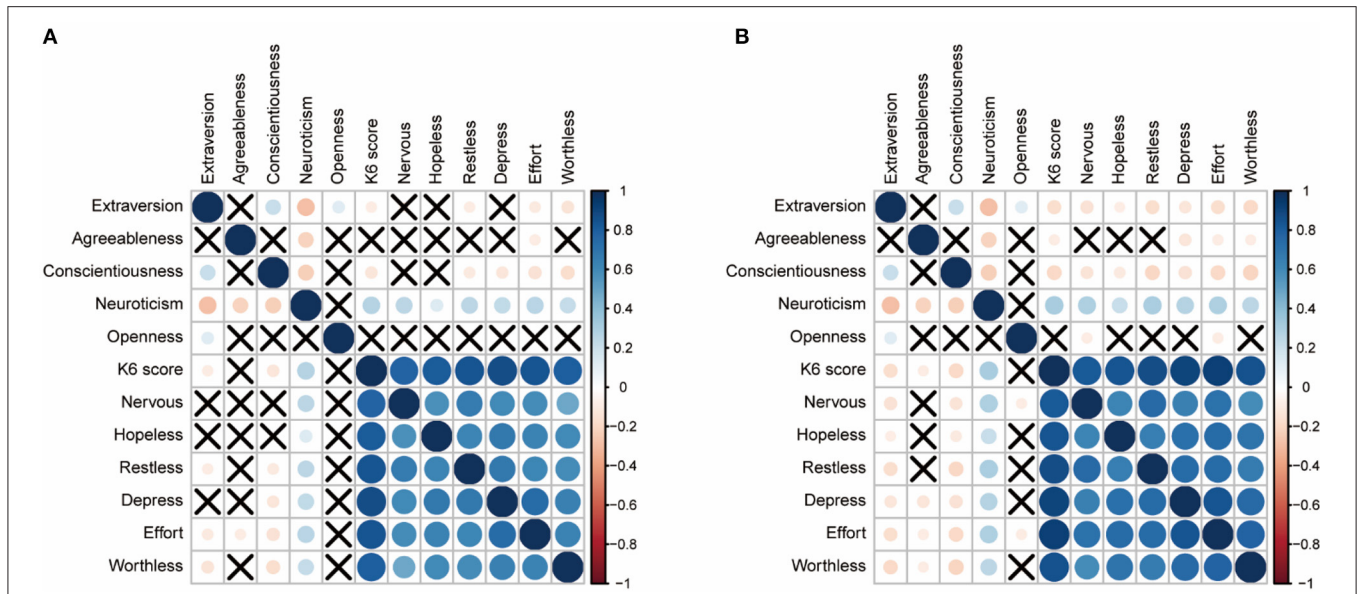 A
Extraversion
Agreeableness
Conscientiousness
Neuroticism
Openness
K6 score
Nervous
Hopeless
Restless
Depress
Effort
Worthless
Extraversion
Agreeableness
Conscientiousness
Neuroticism
Openness
K6 score
Nervous
Hopeless
Restless
Depress
Effort
Worthless
1
0.8
0.6
0.4
0.2
0
−0.2
−0.4
−0.6
−0.8
−1
B
Extraversion
Agreeableness
Conscientiousness
Neuroticism
Openness
K6 score
Nervous
Hopeless
Restless
Depress
Effort
Worthless
Extraversion
Agreeableness
Conscientiousness
Neuroticism
Openness
K6 score
Nervous
Hopeless
Restless
Depress
Effort
Worthless
1
0.8
0.6
0.4
0.2
0
−0.2
−0.4
−0.6
−0.8
−1